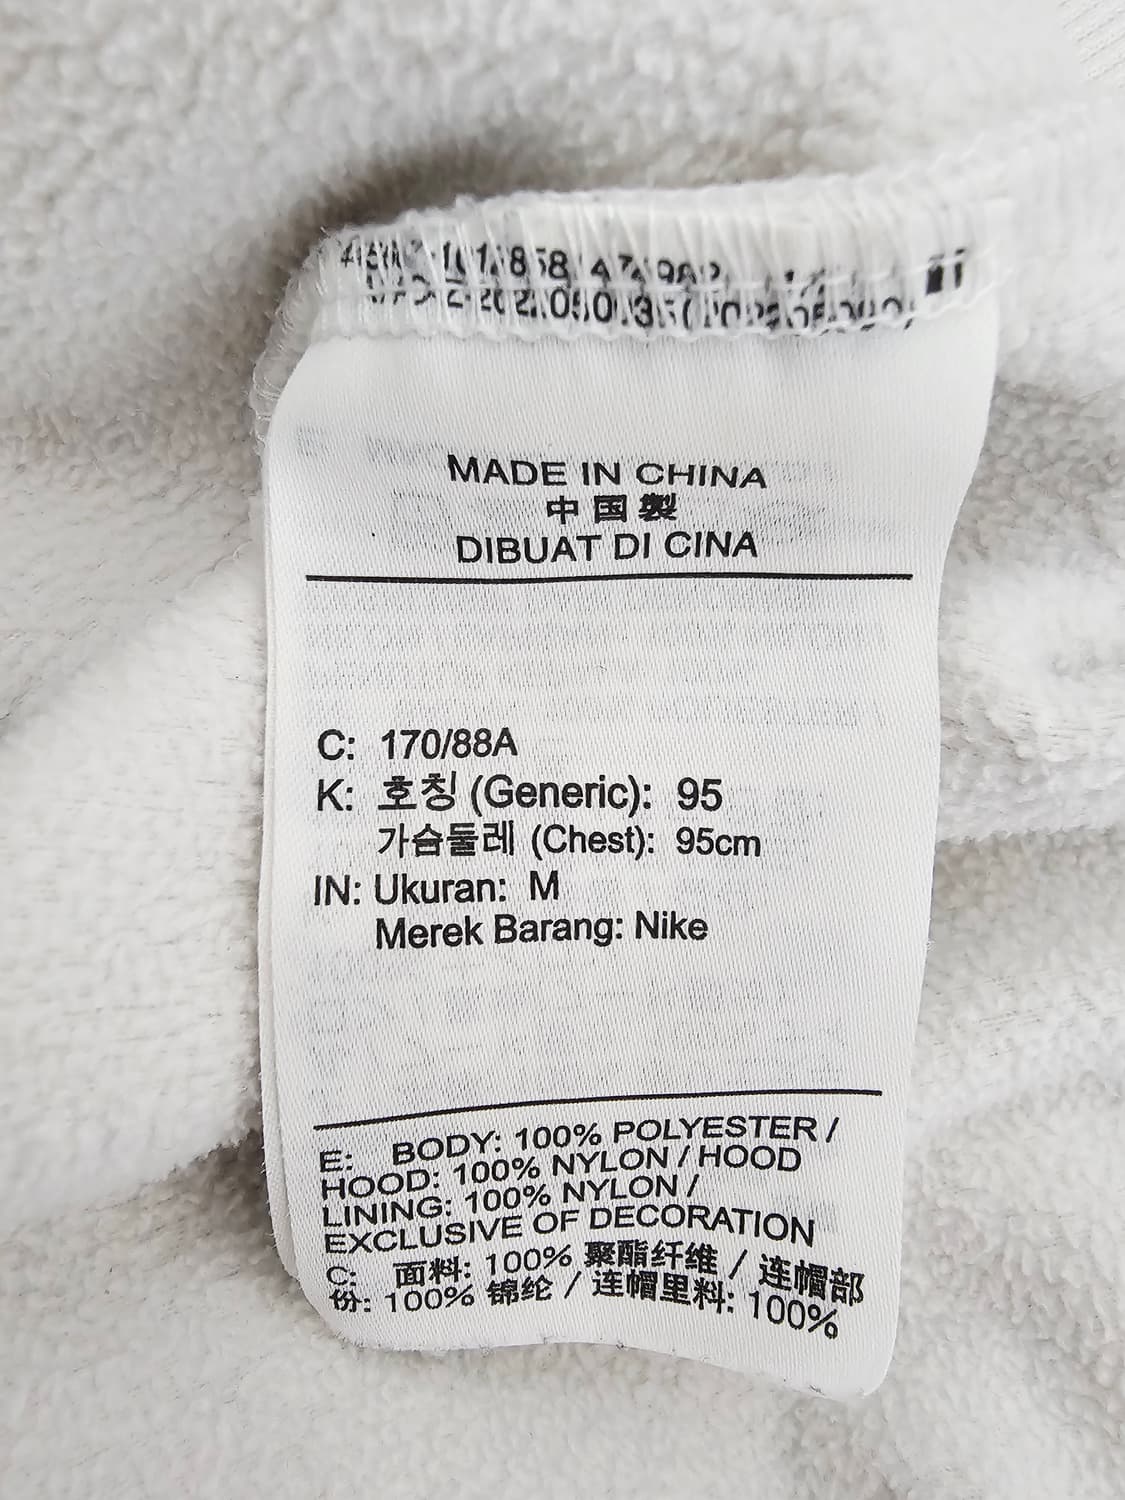 MADE IN CHINA
中国製
DIBUAT DI CINA
C: 170/88A
K: 호칭 (Generic): 95
가슴둘레 (Chest): 95cm
IN: Ukuran: M
Merek Barang: Nike
E: BODY: 100% POLYESTER /
HOOD: 100% NYLON / HOOD
LINING: 100% NYLON /
EXCLUSIVE OF DECORATION
C: 面料: 100% 聚酯纤维 / 连帽部
份: 100% 锦纶 / 连帽里料: 100%